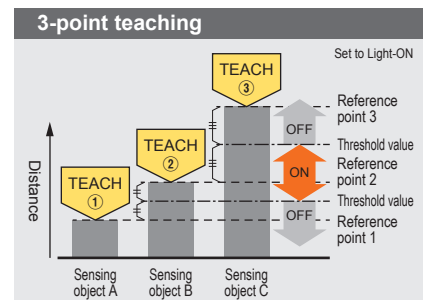 3-point teaching
Set to Light-ON
TEACH
③
Reference
point 3
OFF
TEACH
②
Threshold value
ON
Reference
point 2
TEACH
①
Threshold value
OFF
Reference
point 1
Distance
Sensing
object A
Sensing
object B
Sensing
object C